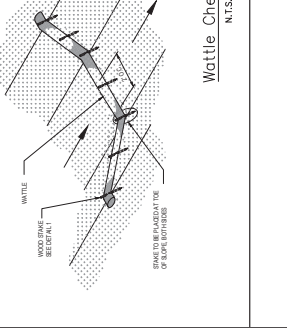 WATTLE
WOOD STAKE
SEE DETAIL 1
STAKE TO BE PLACED AT TOE
OF SLOPE, BOTH SIDES
Wattle Che
N.T.S.